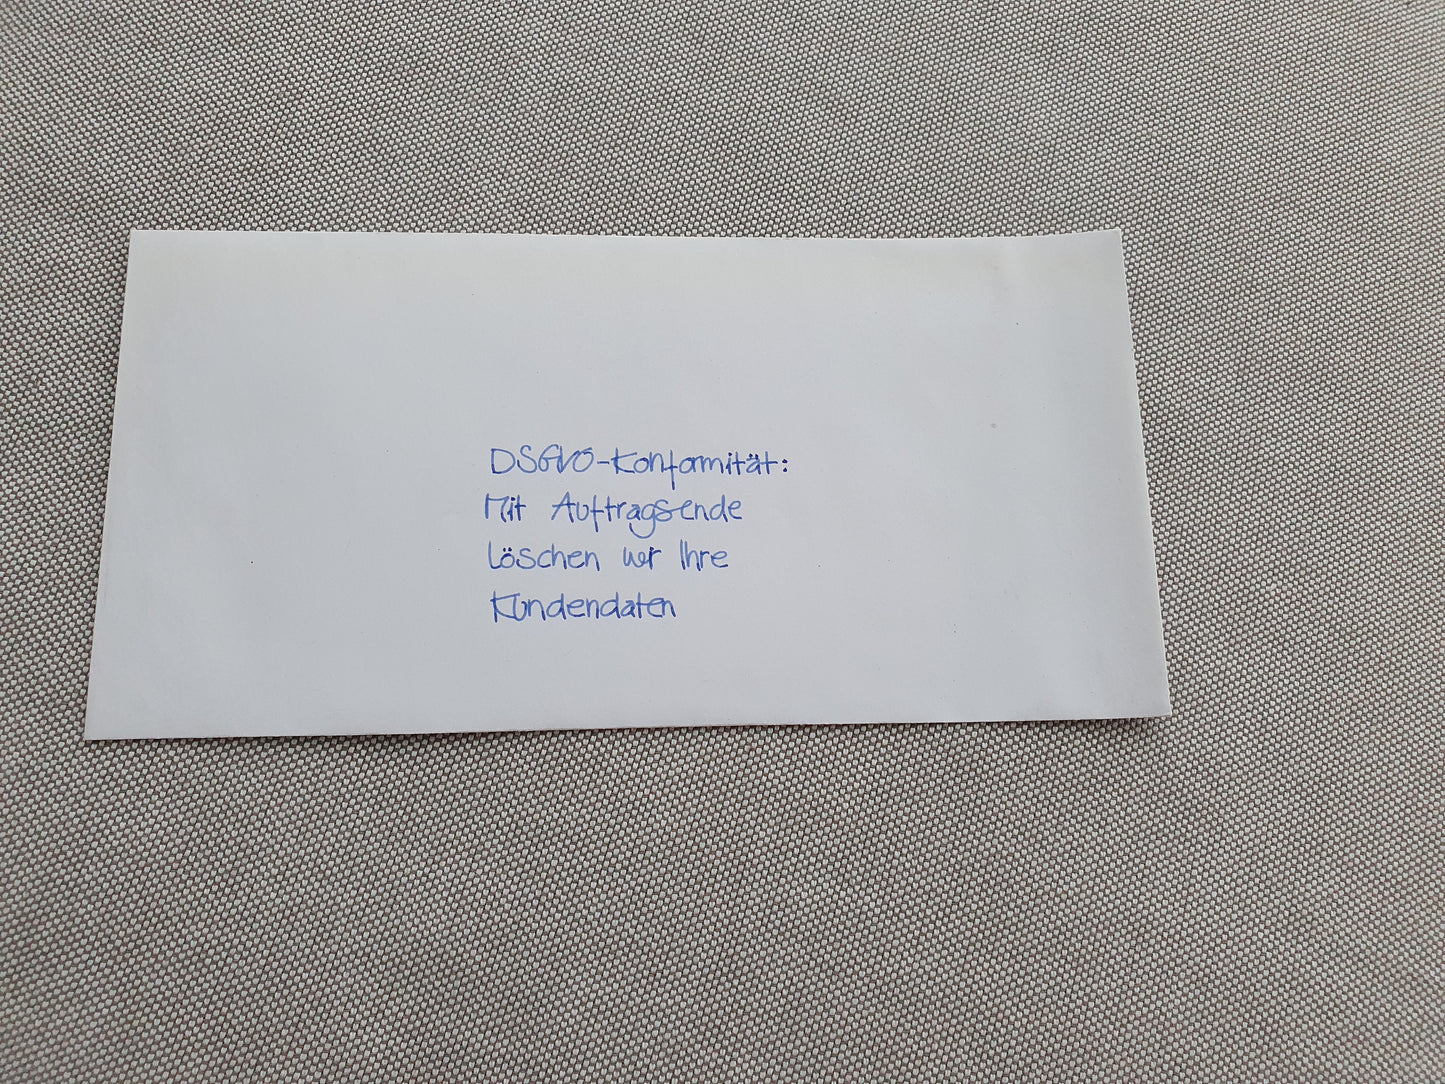 DSGVO-Konformität:
Mit Auftragsende
löschen wir Ihre
Kundendaten